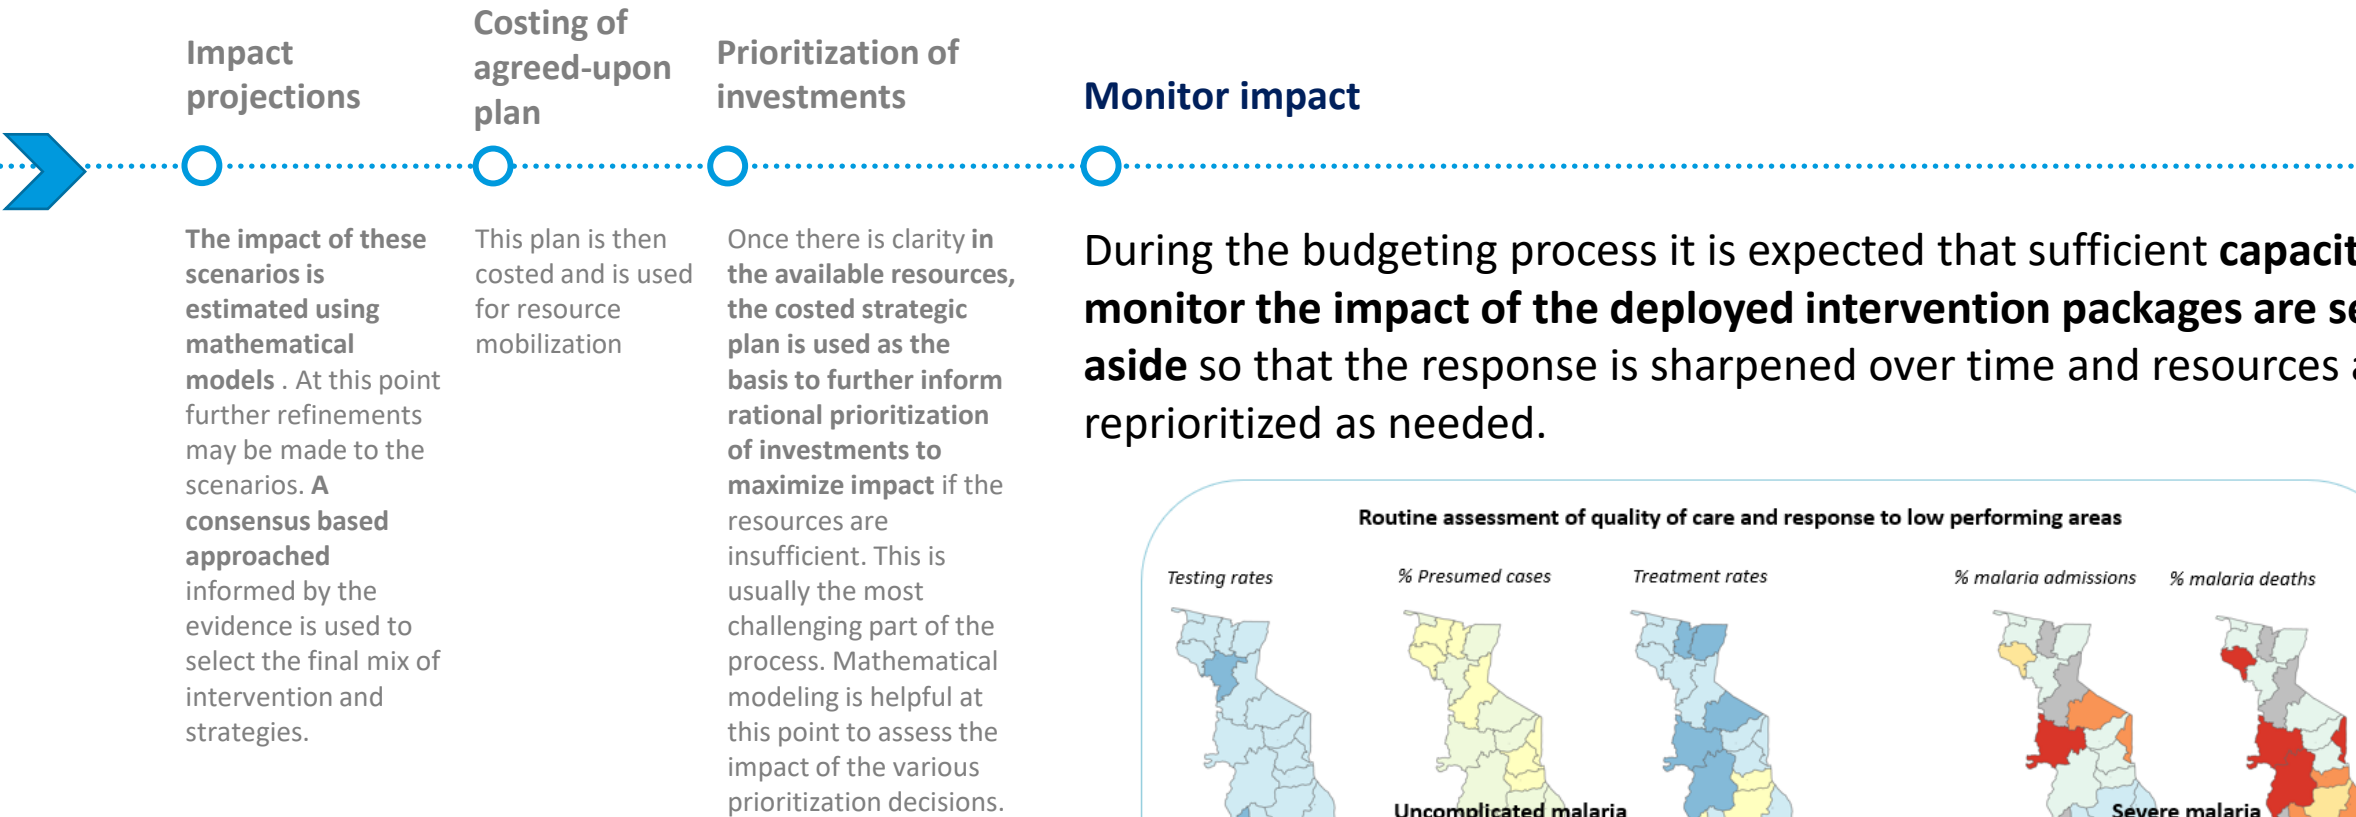 Impact
projections
Costing of
agreed-upon
plan
Prioritization of
investments
Monitor impact
The impact of these
scenarios is
estimated using
mathematical
models . At this point
further refinements
may be made to the
scenarios. A
consensus based
approached
informed by the
evidence is used to
select the final mix of
intervention and
strategies.
This plan is then
costed and is used
for resource
mobilization
Once there is clarity in
the available resources,
the costed strategic
plan is used as the
basis to further inform
rational prioritization
of investments to
maximize impact if the
resources are
insufficient. This is
usually the most
challenging part of the
process. Mathematical
modeling is helpful at
this point to assess the
impact of the various
prioritization decisions.
During the budgeting process it is expected that sufficient
monitor the impact of the deployed intervention packages are
aside so that the response is sharpened over time and resources
reprioritized as needed.
Routine assessment of quality of care and response to low performing areas
Testing rates
% Presumed cases
Treatment rates
% malaria admissions
% malaria deaths
Uncomplicated malaria
Severe malaria